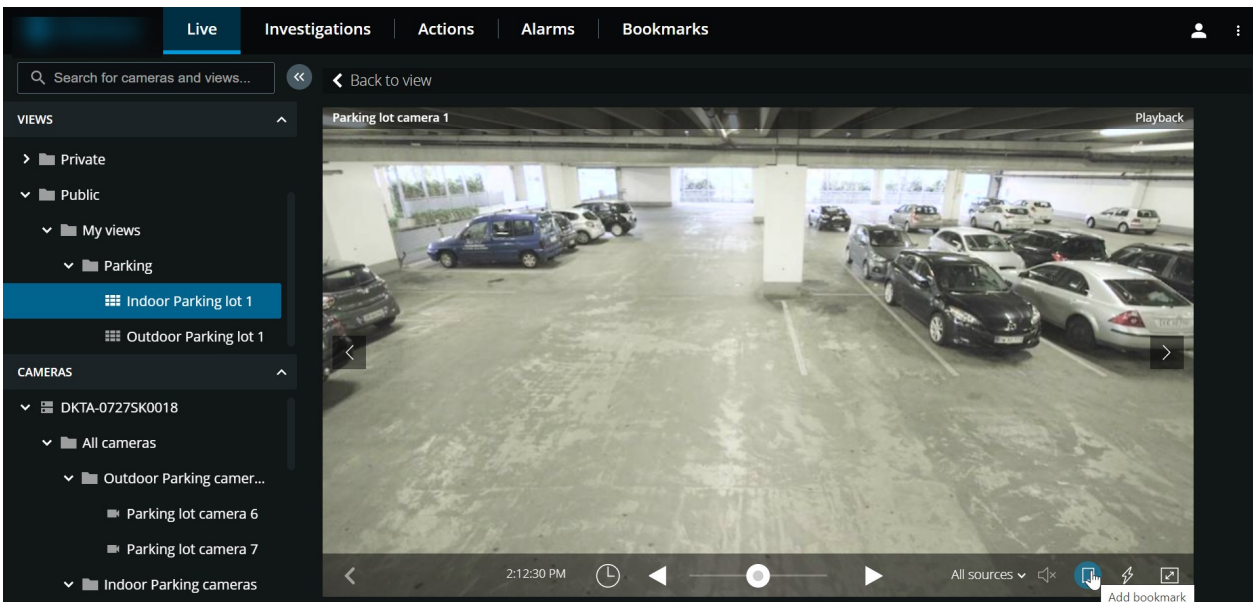 Live
Investigations
Actions
Alarms
Bookmarks
Search for cameras and views...
Back to view
VIEWS
Private
Public
My views
Parking
Indoor Parking lot 1
Outdoor Parking lot 1
CAMERAS
DKTA-0727SK0018
All cameras
Outdoor Parking camer...
Parking lot camera 6
Parking lot camera 7
Indoor Parking cameras
Parking lot camera 1
Playback
2:12:30 PM
All sources
Add bookmark